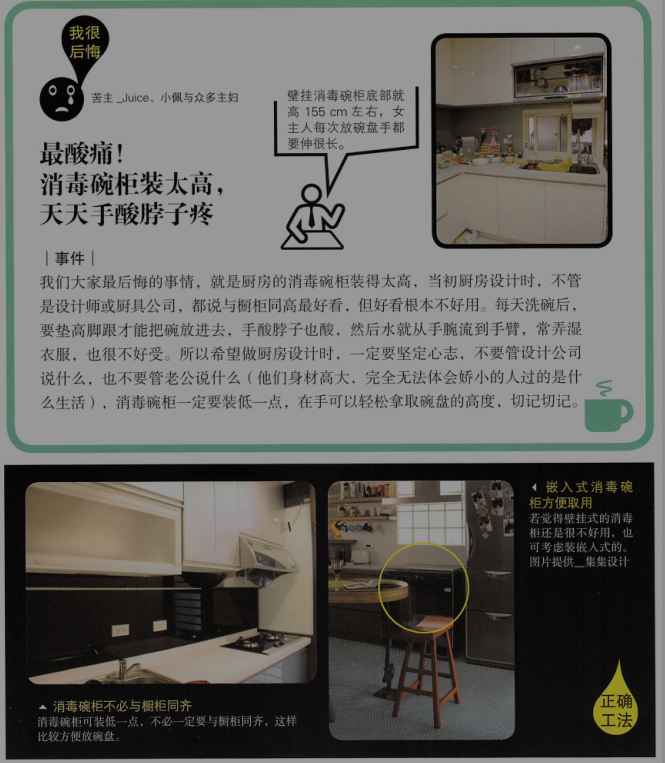 我很
后悔
苦主_Juice、小佩与众多主妇
壁挂消毒碗柜底部就
高 155 cm 左右，女
主人每次放碗盘手都
要伸很长。
最酸痛！
消毒碗柜装太高，
天天手酸脖子疼
｜事件｜
我们大家最后悔的事情，就是厨房的消毒碗柜装得太高，当初厨房设计时，不管
是设计师或厨具公司，都说与橱柜同高最好看，但好看根本不好用。每天洗碗后，
要垫高脚跟才能把碗放进去，手酸脖子也酸，然后水就从手腕流到手臂，常弄湿
衣服，也很不好受。所以希望做厨房设计时，一定要坚定心志，不要管设计公司
说什么，也不要管老公说什么（他们身材高大，完全无法体会娇小的人过的是什
么生活），消毒碗柜一定要装低一点，在手可以轻松拿取碗盘的高度，切记切记。
嵌入式消毒碗
柜方便取用
若觉得壁挂式的消毒
柜还是很不好用，也
可考虑装嵌入式的。
图片提供__集集设计
消毒碗柜不必与橱柜同齐
消毒碗柜可装低一点，不必一定要与橱柜同齐，这样
比较方便放碗盘。
正确
工法